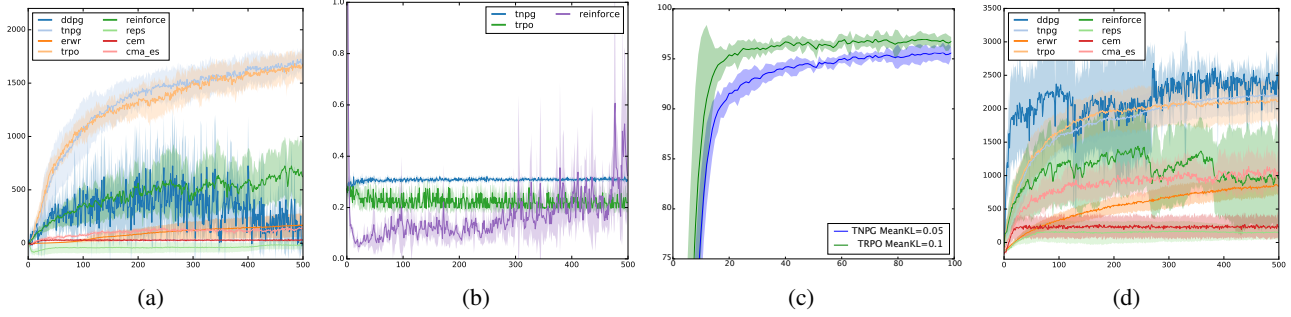 ddpg reinforce
tnpg reps
erwr cem
trpo cma_es
2000
1500
1000
500
0
0 100 200 300 400 500
(a)
tnpg reinforce
trpo
1.0
0.8
0.6
0.4
0.2
0.0
0 100 200 300 400 500
(b)
100
95
90
85
80
75
TNPG MeanKL=0.05
TRPO MeanKL=0.1
0 20 40 60 80 100
(c)
ddpg reinforce
tnpg reps
erwr cem
trpo cma_es
3500
3000
2500
2000
1500
1000
500
0
0 100 200 300 400 500
(d)